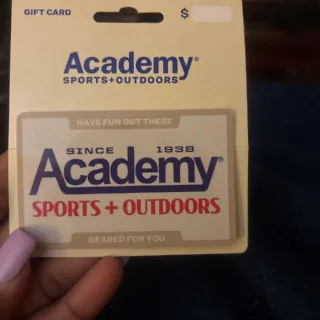 GIFT CARD $
Academy®
SPORTS+OUTDOORS®
HAVE FUN OUT THERE
SINCE 1938
Academy®
SPORTS + OUTDOORS
GEARED FOR YOU